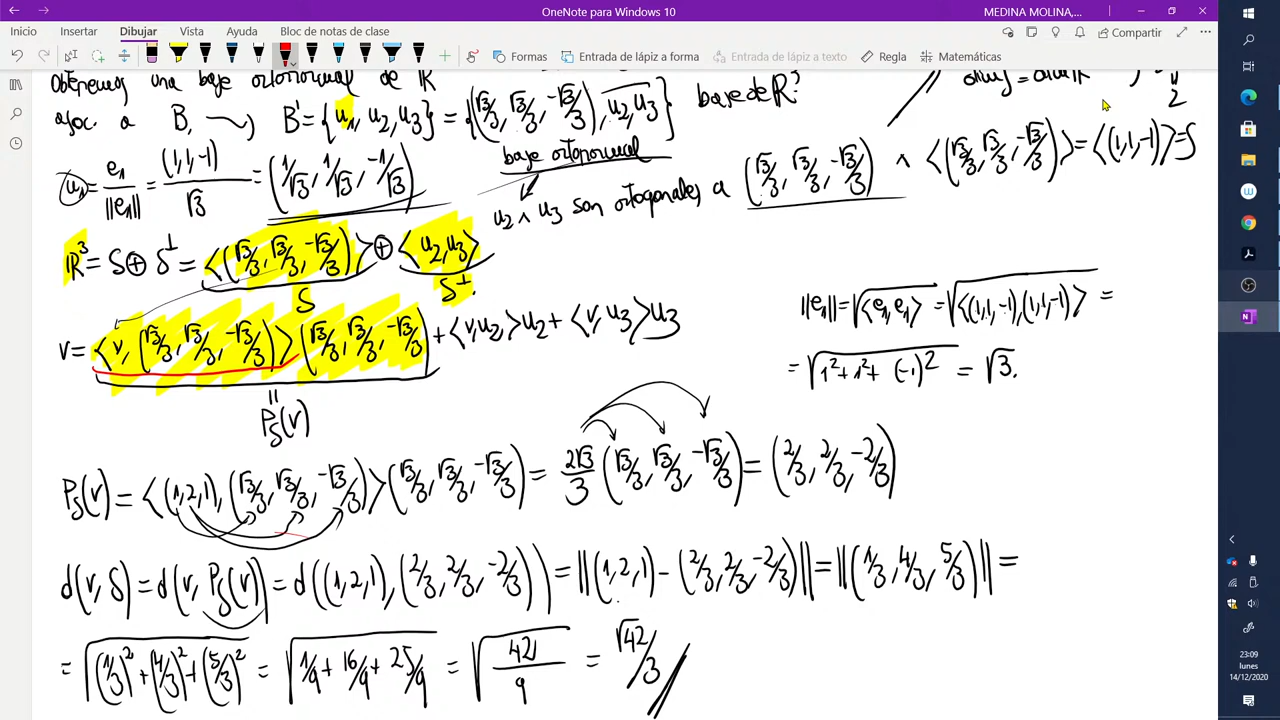 OneNote para Windows 10
MEDINA MOLINA,...
Inicio Insertar Dibujar Vista Ayuda Bloc de notas de clase
Compartir
Formas Entrada de lápiz a forma Entrada de lápiz a texto Regla Matemáticas
obtenemos una base ortonormal de ℝ
asoc. a B, ⟶ B' = {u₁, u₂, u₃} = {(√3/3, √3/3, -√3/3), u₂, u₃} base de ℝ³
2
u₁ = e₁/||e₁|| = (1,1,-1)/√3 = (1/√3, 1/√3, -1/√3)
base ortonormal
u₂ ∧ u₃ son ortogonales a (√3/3, √3/3, -√3/3) ∧ <(√3/3, √3/3, -√3/3)> = <(1,1,-1)> = S
ℝ³ = S ⊕ S^⊥ = <(√3/3, √3/3, -√3/3)> ⊕ <u₂, u₃>
S S^⊥.
||e₁|| = √<e₁, e₁> = √<(1,1,-1), (1,1,-1)> =
= √(1² + 1² + (-1)²) = √3.
v = <v, (√3/3, √3/3, -√3/3)> (√3/3, √3/3, -√3/3) + <v, u₂> u₂ + <v, u₃> u₃
||
P_S(v)
P_S(v) = <(1,2,1), (√3/3, √3/3, -√3/3)> (√3/3, √3/3, -√3/3) = 2√3/3 (√3/3, √3/3, -√3/3) = (2/3, 2/3, -2/3)
d(v, S) = d(v, P_S(v)) = d((1,2,1), (2/3, 2/3, -2/3)) = ||(1,2,1) - (2/3, 2/3, -2/3)|| = ||(1/3, 4/3, 5/3)|| =
= √((1/3)² + (4/3)² + (5/3)²) = √(1/9 + 16/9 + 25/9) = √(42/9) = √42/3 //
23:09
lunes
14/12/2020